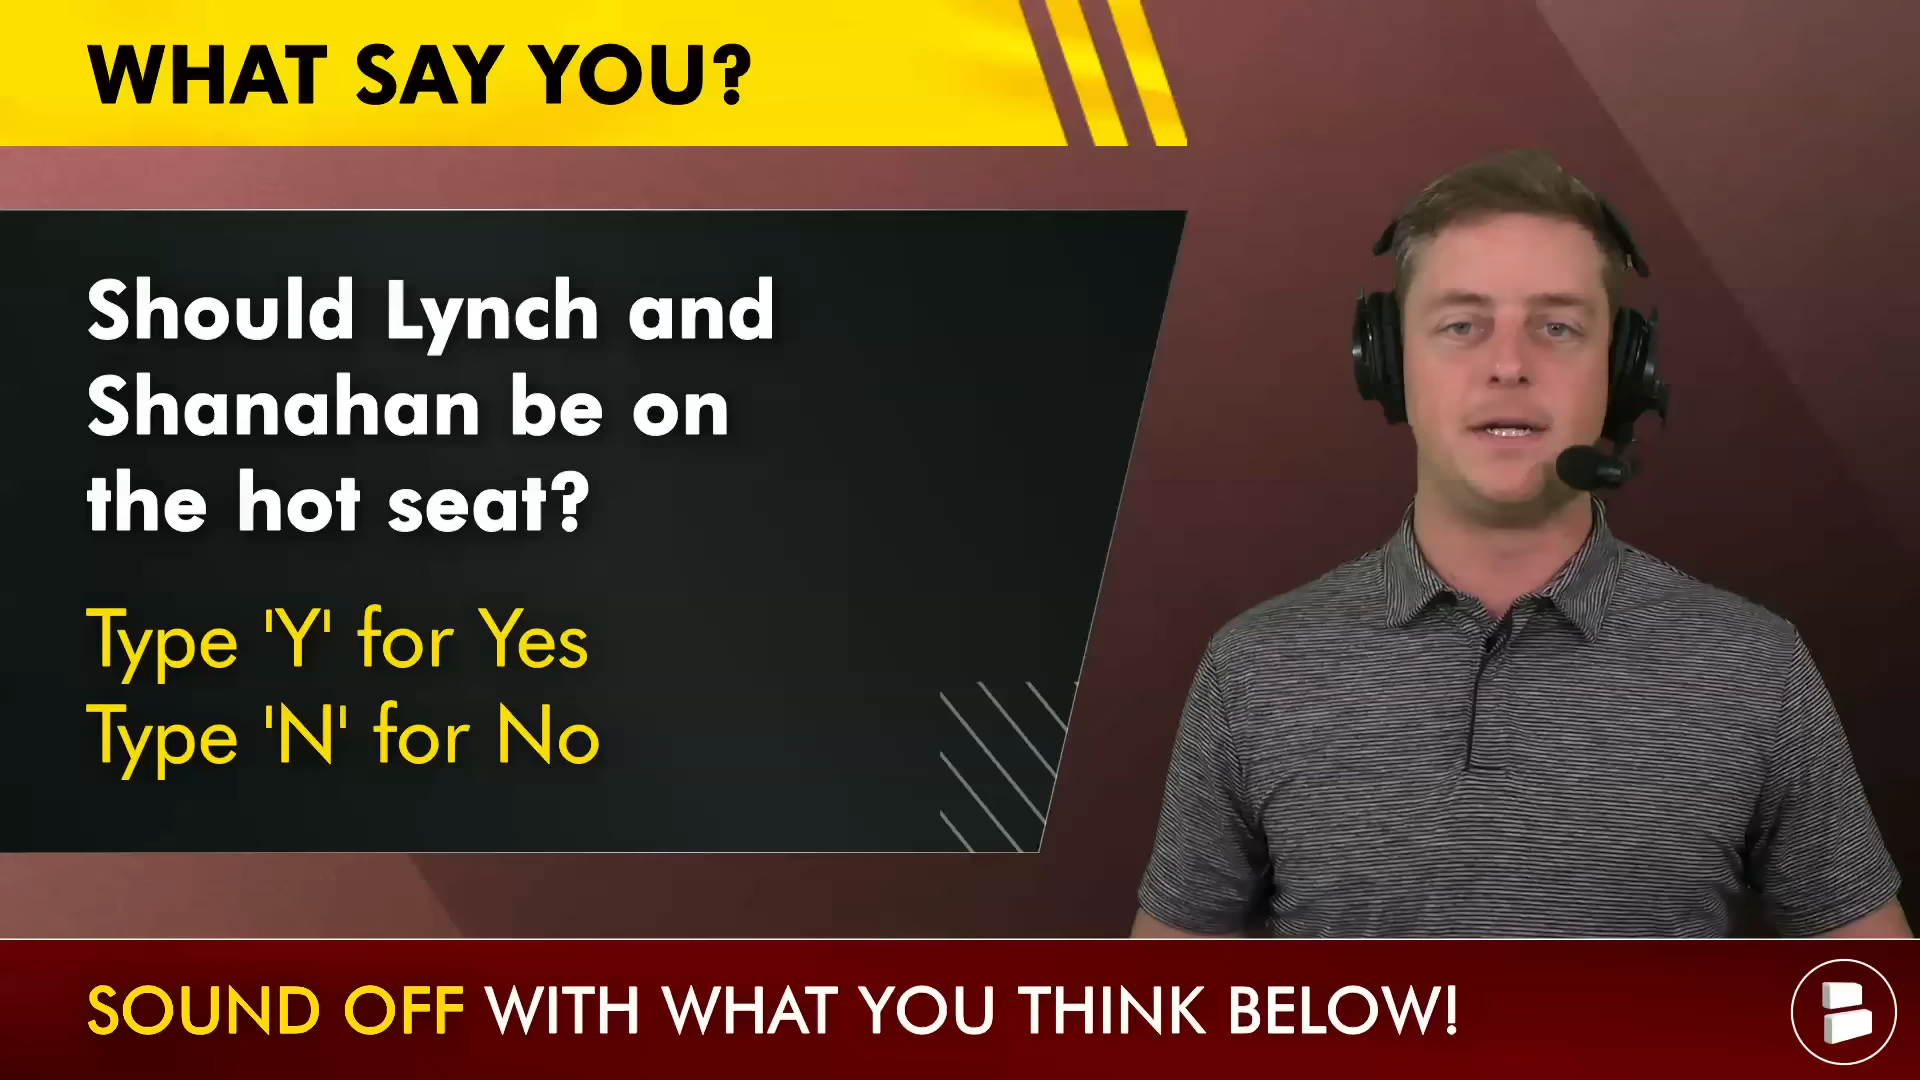 WHAT SAY YOU?
Should Lynch and
Shanahan be on
the hot seat?
Type 'Y' for Yes
Type 'N' for No
SOUND OFF WITH WHAT YOU THINK BELOW!